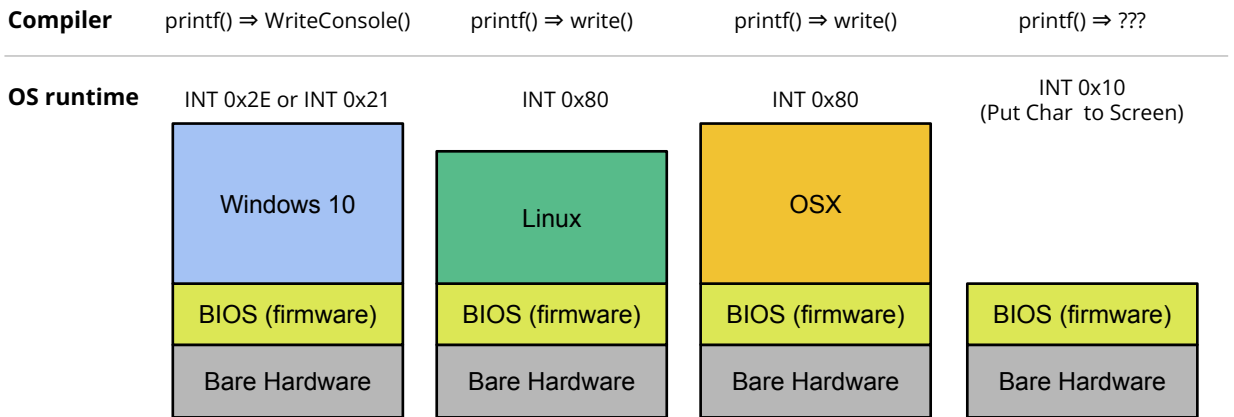 Compiler printf() ⇒ WriteConsole() printf() ⇒ write() printf() ⇒ write() printf() ⇒ ???
OS runtime INT 0x2E or INT 0x21 INT 0x80 INT 0x80 INT 0x10
(Put Char to Screen)
Windows 10 Linux OSX
BIOS (firmware) BIOS (firmware) BIOS (firmware) BIOS (firmware)
Bare Hardware Bare Hardware Bare Hardware Bare Hardware